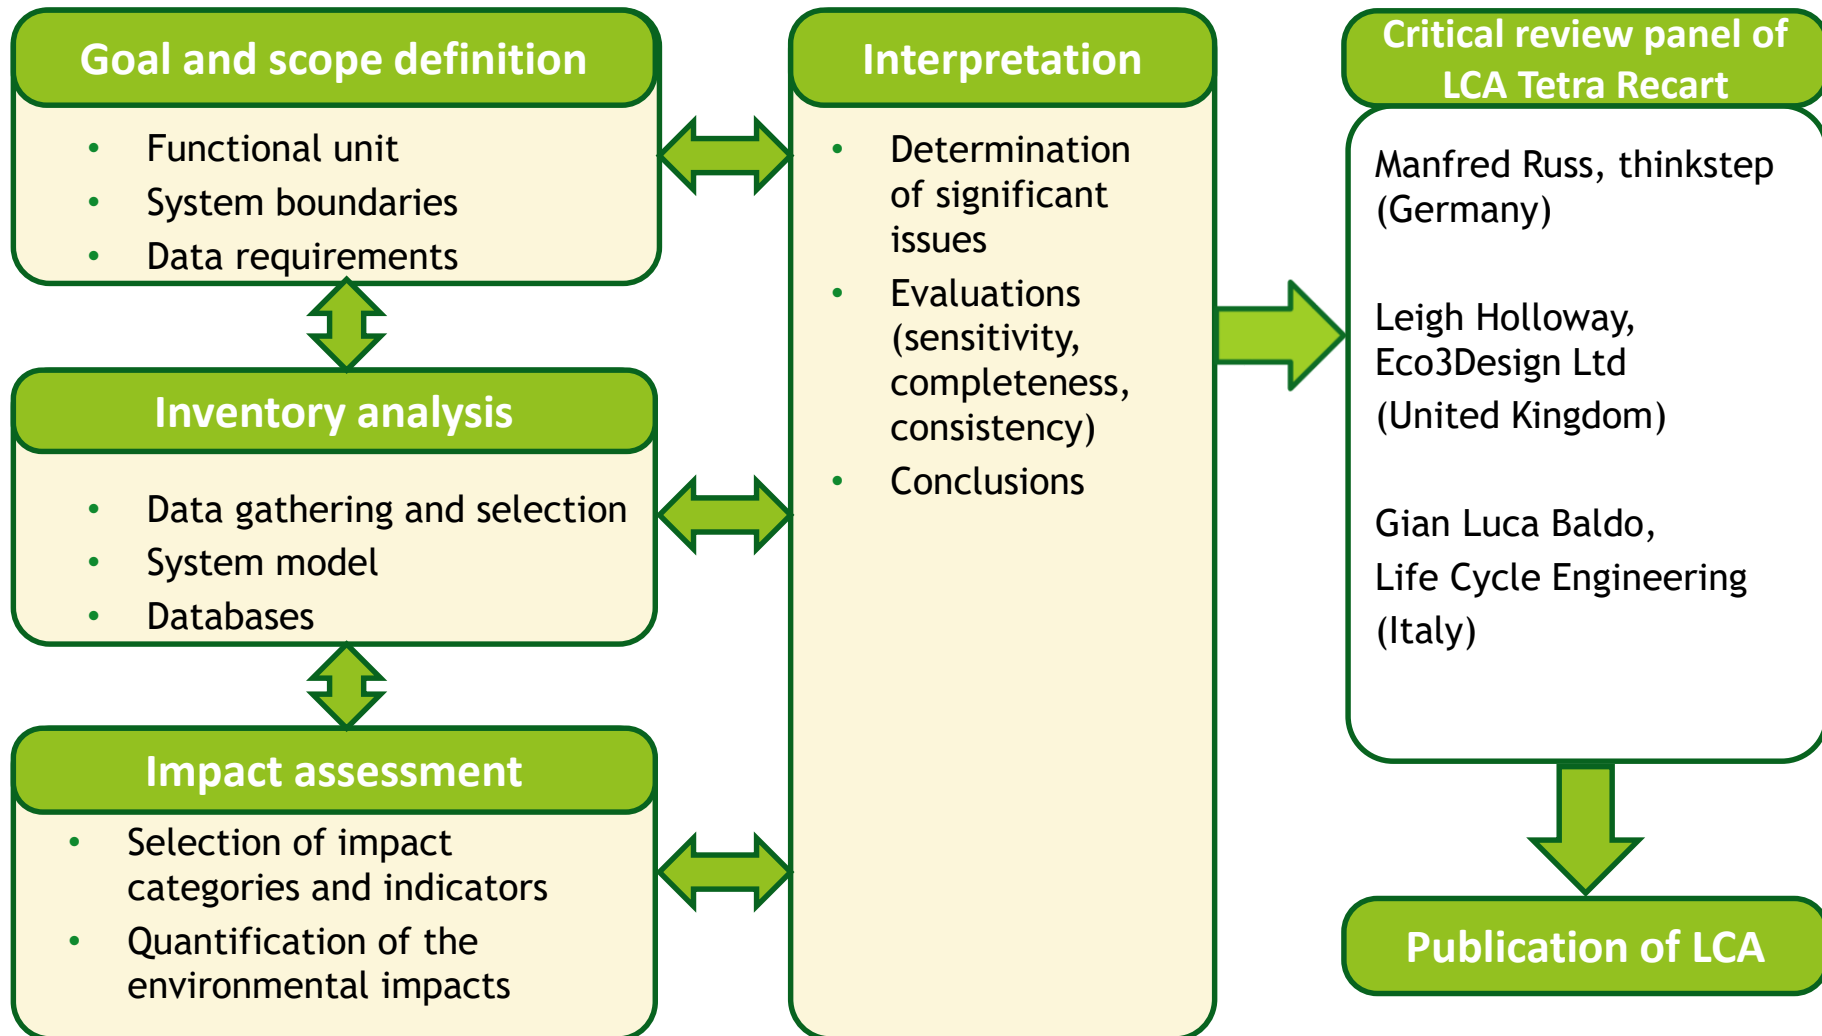 Goal and scope definition
• Functional unit
• System boundaries
• Data requirements
Inventory analysis
• Data gathering and selection
• System model
• Databases
Impact assessment
• Selection of impact
categories and indicators
• Quantification of the
environmental impacts
Interpretation
• Determination
of significant
issues
• Evaluations
(sensitivity,
completeness,
consistency)
• Conclusions
Critical review panel of
LCA Tetra Recart
Manfred Russ, thinkstep
(Germany)
Leigh Holloway,
Eco3Design Ltd
(United Kingdom)
Gian Luca Baldo,
Life Cycle Engineering
(Italy)
Publication of LCA